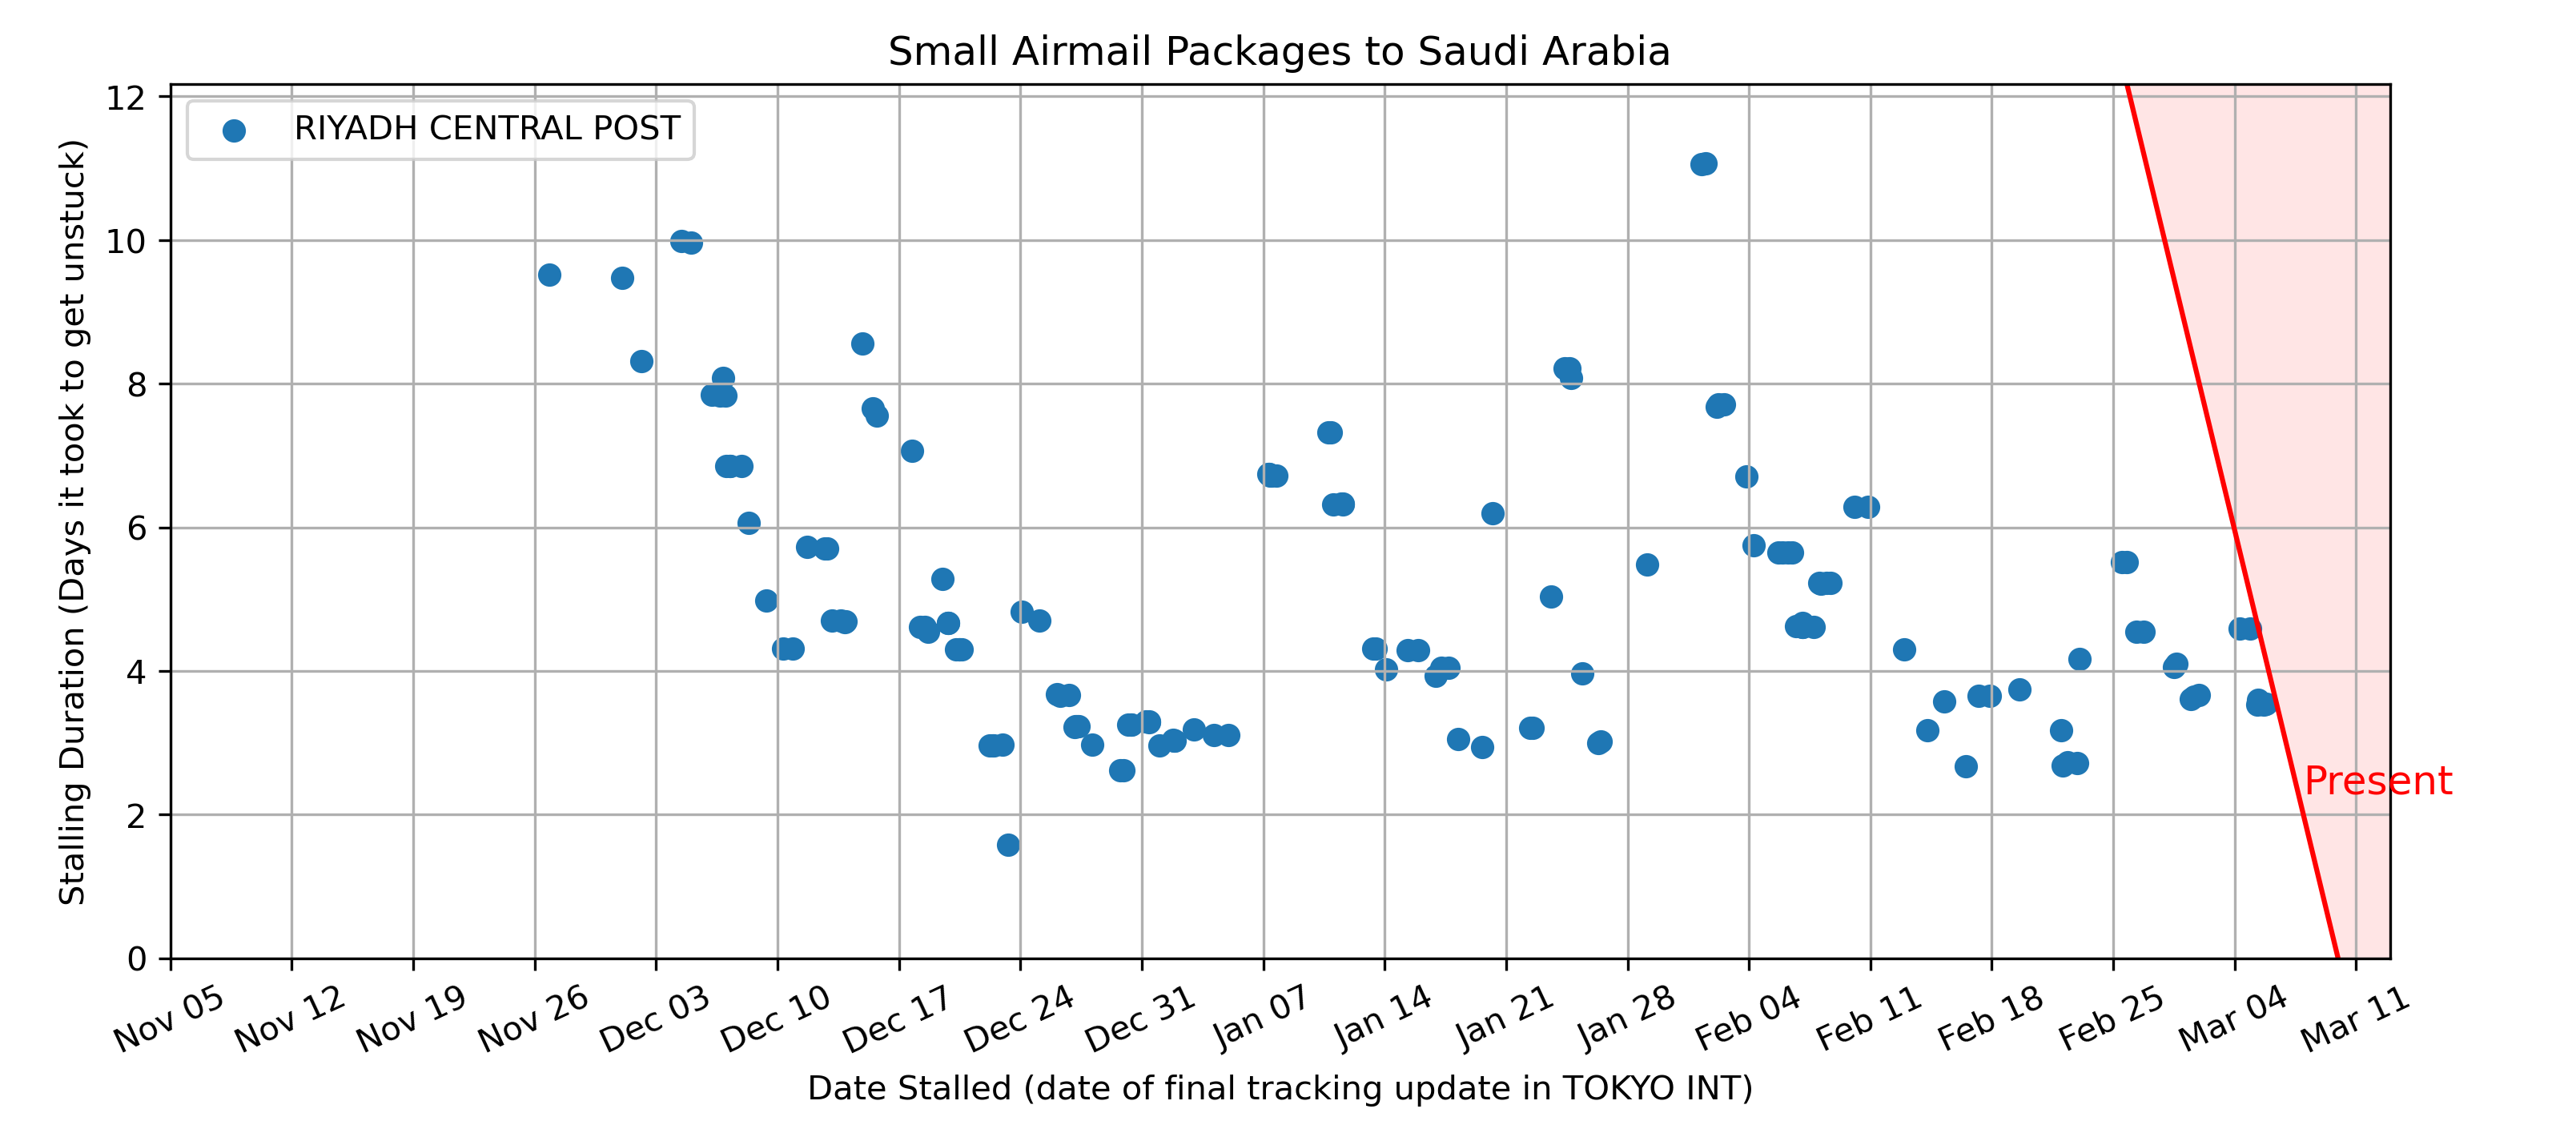 Small Airmail Packages to Saudi Arabia
RIYADH CENTRAL POST
Stalling Duration (Days it took to get unstuck)
12
10
8
6
4
2
0
Present
Nov 05
Nov 12
Nov 19
Nov 26
Dec 03
Dec 10
Dec 17
Dec 24
Dec 31
Jan 07
Jan 14
Jan 21
Jan 28
Feb 04
Feb 11
Feb 18
Feb 25
Mar 04
Mar 11
Date Stalled (date of final tracking update in TOKYO INT)